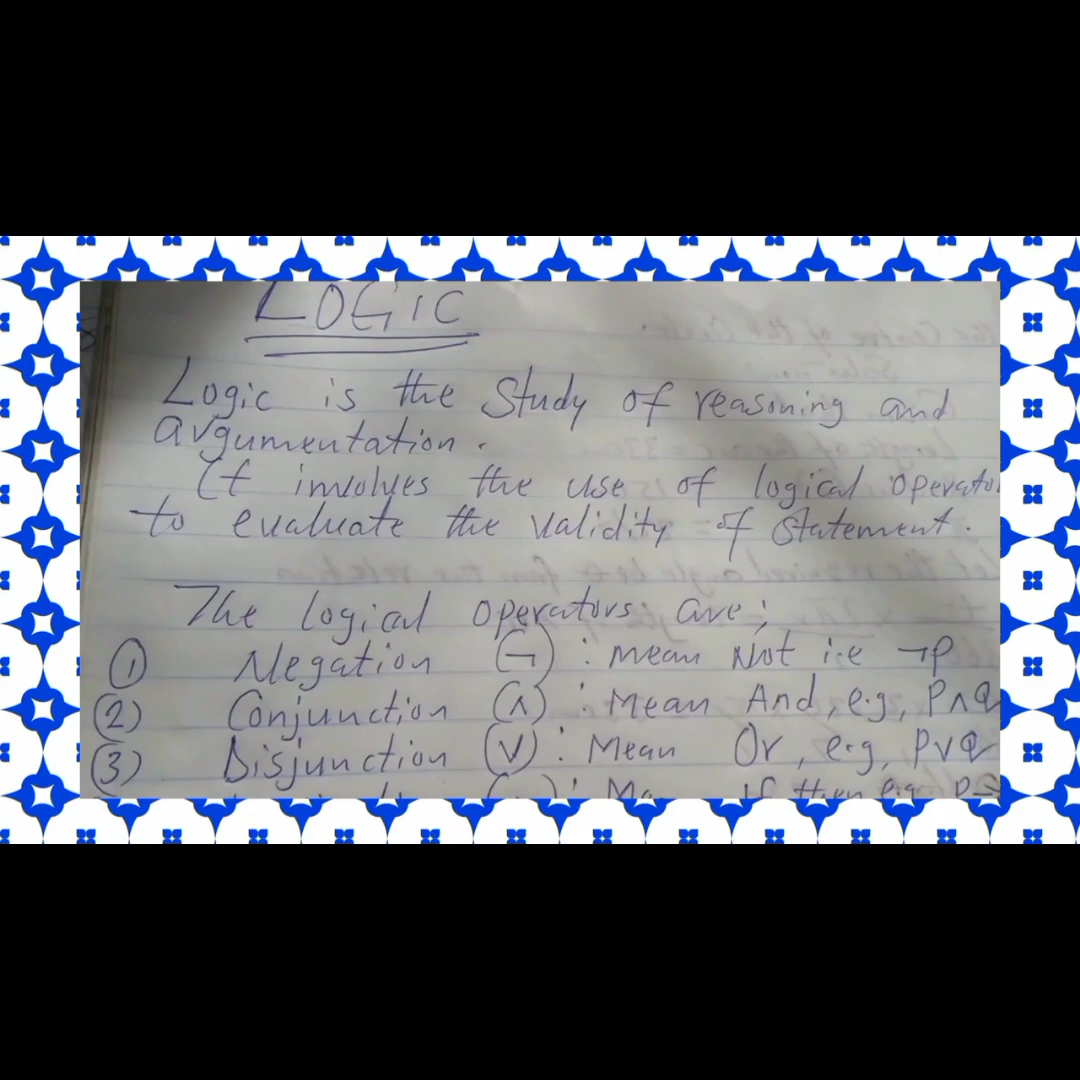 LOGIC
Logic is the Study of reasoning and
argumentation.
It involves the use of logical operato
to evaluate the validity of Statement.
The logical operators are;
(1) Negation (¬) : mean Not i.e ¬P
(2) Conjunction (∧) : Mean And, e.g, P∧Q
(3) Disjunction (∨) : Mean Or, e.g, P∨Q
if then e.g P